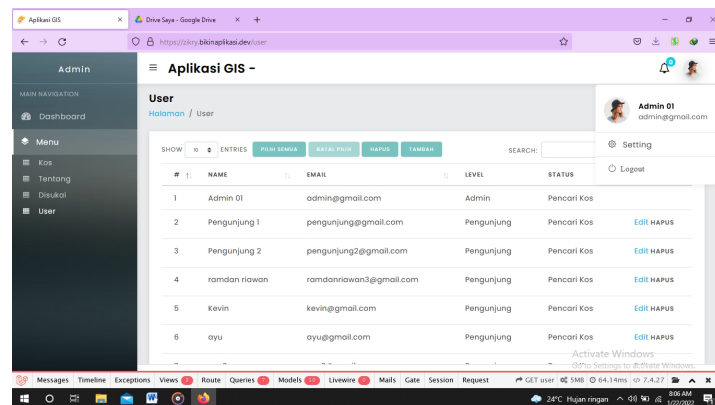 Aplikasi GIS
Drive Saya - Google Drive
https://zikry.bikinaplikasi.dev/user
Admin
Aplikasi GIS -
0
MAIN NAVIGATION
Dashboard
Menu
Kos
Tentang
Disukai
User
User
Halaman / User
Admin 01
admin@gmail.com
Setting
Logout
SHOW 10 ENTRIES PILIH SEMUA BATAL PILIH HAPUS TAMBAH SEARCH:
# NAME EMAIL LEVEL STATUS
1 Admin 01 admin@gmail.com Admin Pencari Kos
2 Pengunjung 1 pengunjung@gmail.com Pengunjung Pencari Kos Edit HAPUS
3 Pengunjung 2 pengunjung2@gmail.com Pengunjung Pencari Kos Edit HAPUS
4 ramdan riawan ramdanriawan3@gmail.com Pengunjung Pencari Kos Edit HAPUS
5 Kevin kevin@gmail.com Pengunjung Pencari Kos Edit HAPUS
6 ayu ayu@gmail.com Pengunjung Pencari Kos Edit HAPUS
Activate Windows
Go to Settings to activate Windows.
Messages Timeline Exceptions Views Route Queries Models Livewire Mails Gate Session Request GET user 5MB 64.14ms 7.4.27
24°C Hujan ringan 8:06 AM
1/22/2022